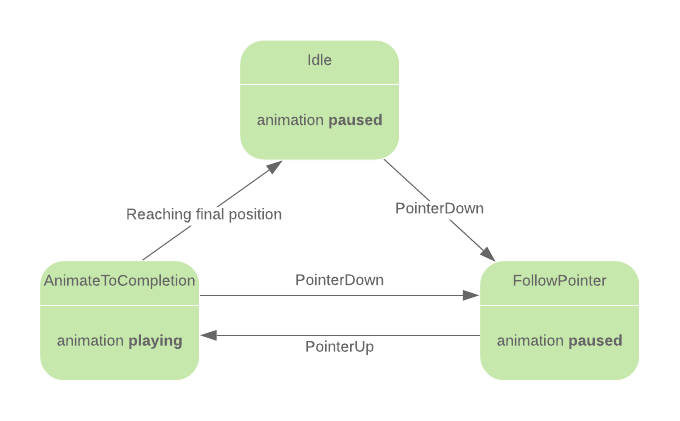 Idle
animation paused
Reaching final position
PointerDown
AnimateToCompletion
PointerDown
FollowPointer
animation playing
PointerUp
animation paused